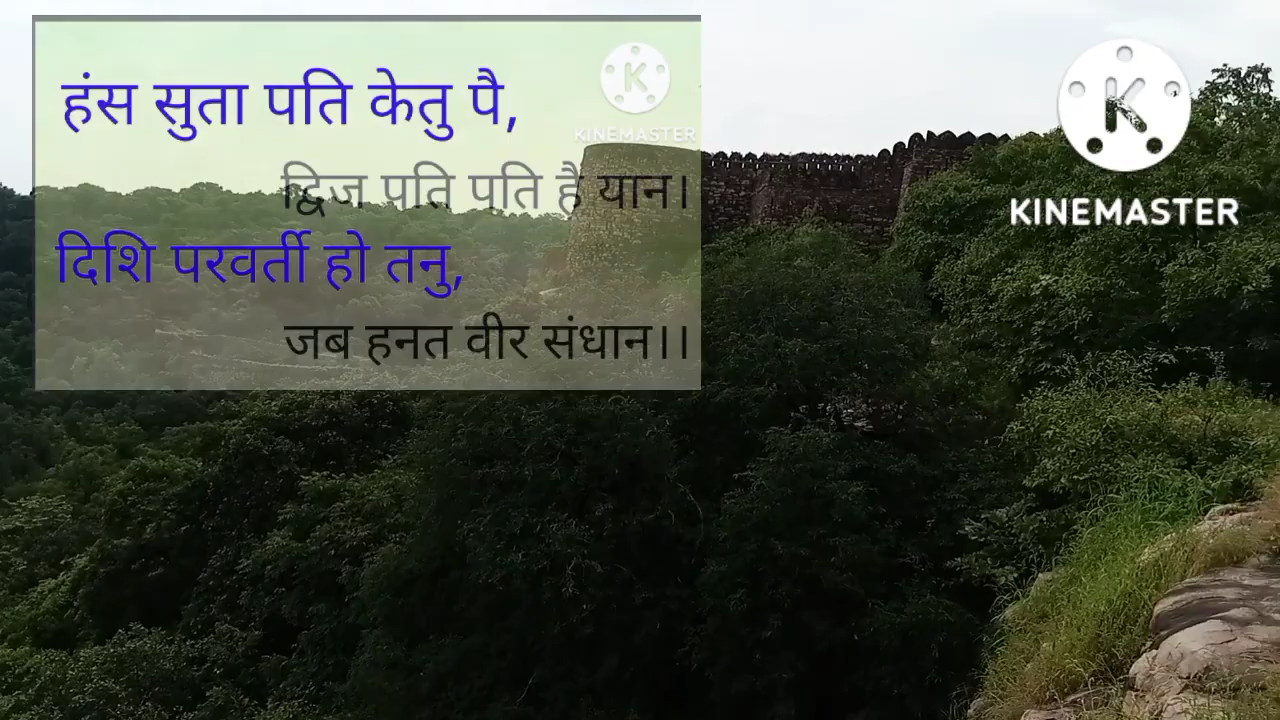 हंस सुता पति केतु पै,
KINEMASTER
द्विज पति पति है यान।
दिशि परवर्ती हो तनु,
जब हनत वीर संधान।।
KINEMASTER